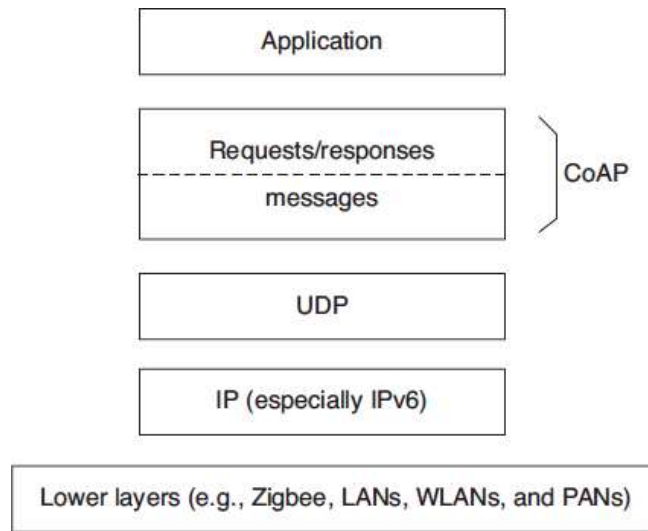 Application
Requests/responses
messages
CoAP
UDP
IP (especially IPv6)
Lower layers (e.g., Zigbee, LANs, WLANs, and PANs)